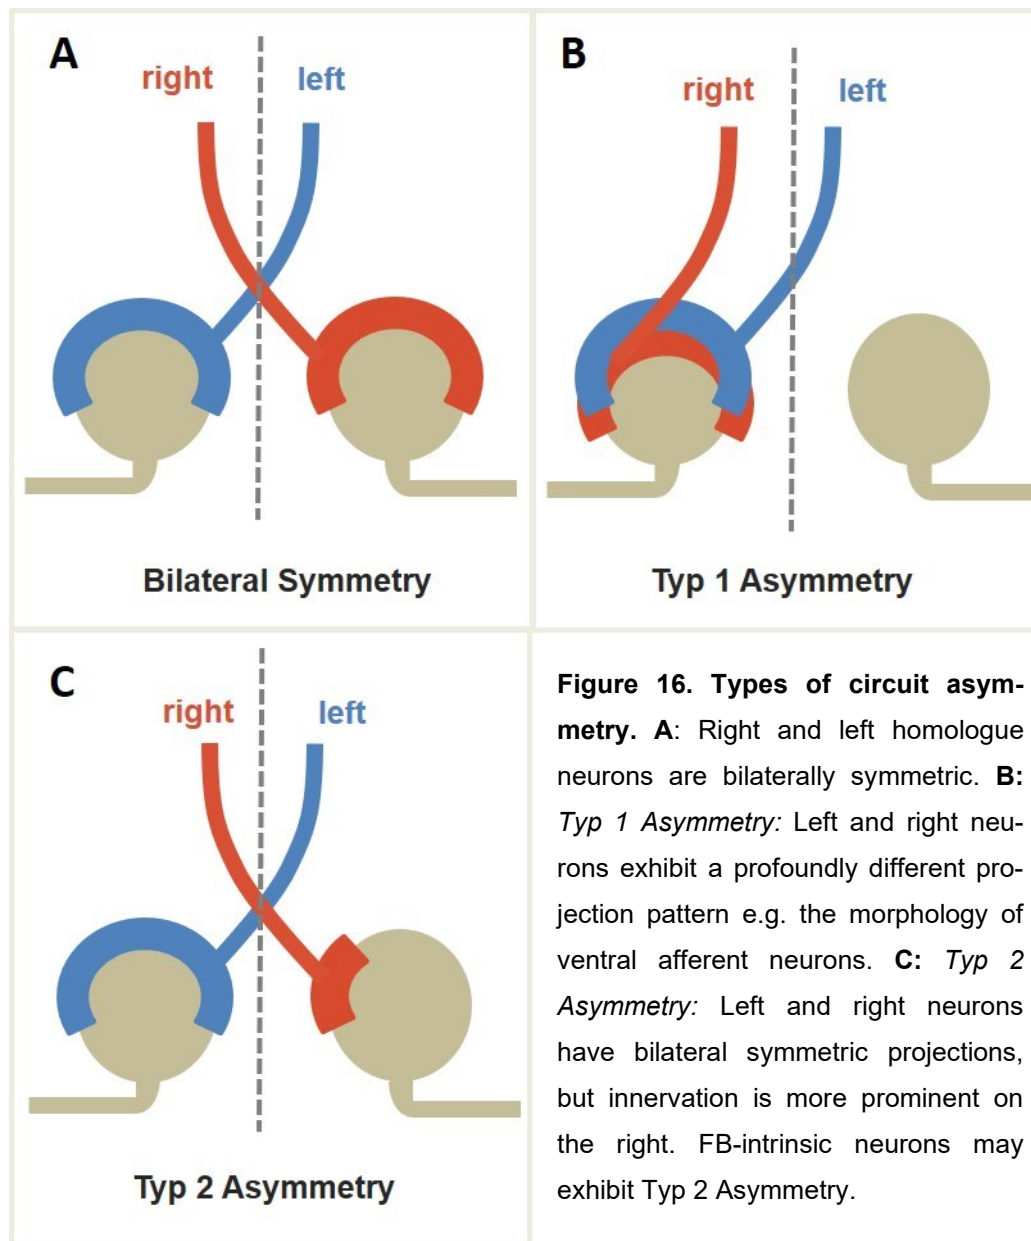 A
right
left
Bilateral Symmetry
B
right
left
Typ 1 Asymmetry
C
right
left
Typ 2 Asymmetry
Figure 16. Types of circuit asym-
metry. A: Right and left homologue
neurons are bilaterally symmetric. B:
Typ 1 Asymmetry: Left and right neu-
rons exhibit a profoundly different pro-
jection pattern e.g. the morphology of
ventral afferent neurons. C: Typ 2
Asymmetry: Left and right neurons
have bilateral symmetric projections,
but innervation is more prominent on
the right. FB-intrinsic neurons may
exhibit Typ 2 Asymmetry.